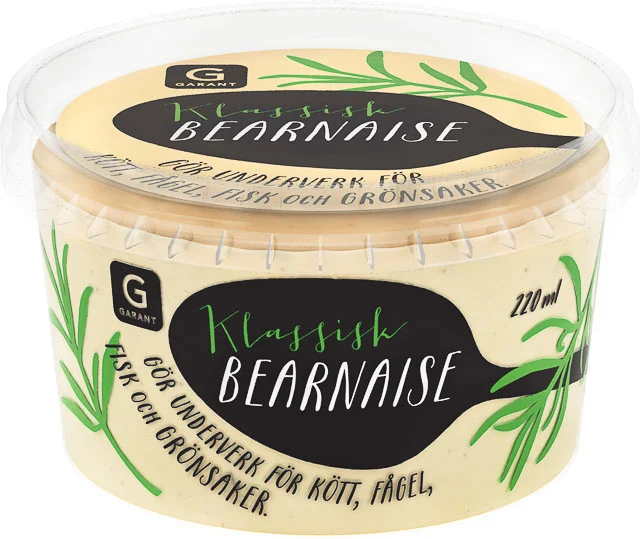 G
GARANT
Klassisk
BEARNAISE
GÖR UNDERVERK FÖR
KÖTT, FÅGEL, FISK OCH GRÖNSAKER.
G
GARANT
Klassisk
BEARNAISE
220 ml
GÖR UNDERVERK FÖR KÖTT, FÅGEL,
FISK OCH GRÖNSAKER.